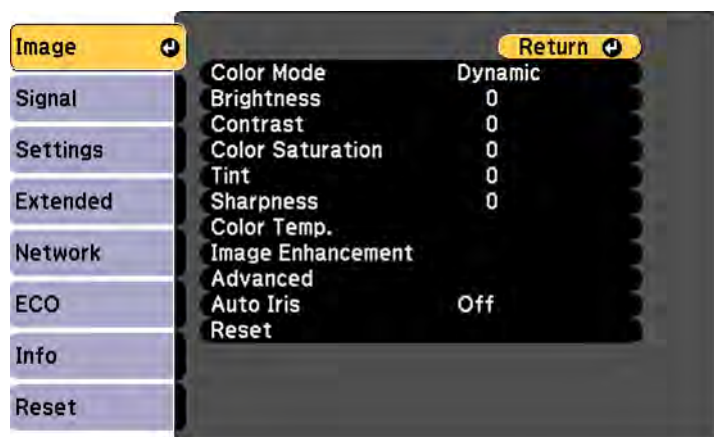 Image
Signal
Settings
Extended
Network
ECO
Info
Reset
Return
Color Mode Dynamic
Brightness 0
Contrast 0
Color Saturation 0
Tint 0
Sharpness 0
Color Temp.
Image Enhancement
Advanced
Auto Iris Off
Reset